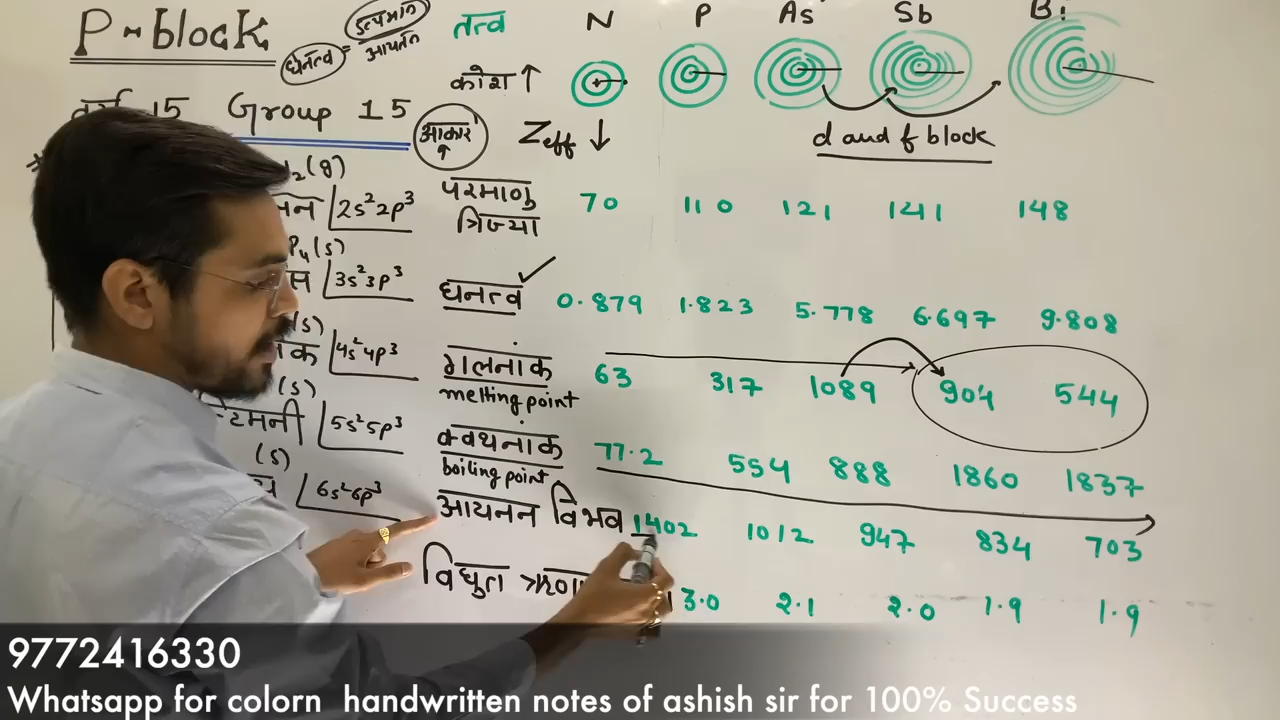 P-block
घनत्व = द्रव्यमान / आयतन
वर्ग 15 Group 15
तत्व N P As Sb Bi
कोश ↑
आकार ↑ Zeff ↓
d and f block
N2(g)
2s²2p³
P4(s)
3s²3p³
(s)
4s²4p³
(s)
5s²5p³
(s)
6s²6p³
परमाणु त्रिज्या 70 110 121 141 148
घनत्व 0.879 1.823 5.778 6.697 9.808
गलनांक 63 317 1089 904 544
melting point
क्वथनांक 77.2 554 888 1860 1837
boiling point
आयनन विभव 1402 1012 947 834 703
विधुत 3.0 2.1 2.0 1.9 1.9
9772416330
Whatsapp for colorn handwritten notes of ashish sir for 100% Success